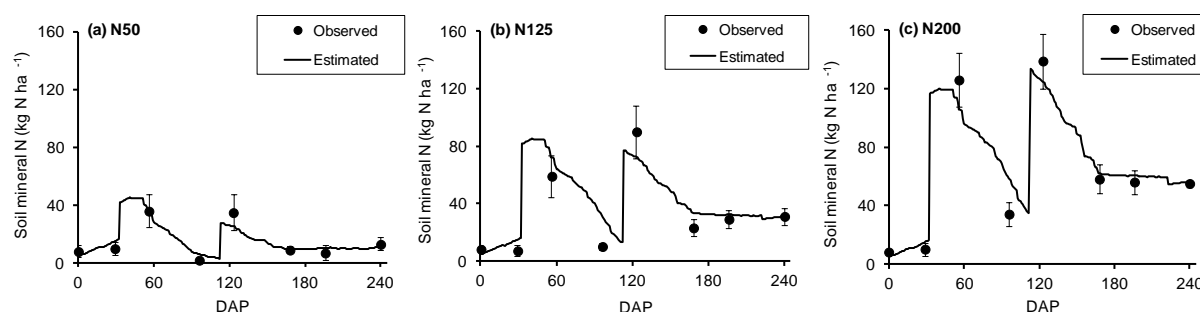 (a) N50
Observed
Estimated
Soil mineral N (kg N ha ⁻¹)
160
120
80
40
0
0 60 120 180 240
DAP
(b) N125
Observed
Estimated
Soil mineral N (kg N ha ⁻¹)
160
120
80
40
0
0 60 120 180 240
DAP
(c) N200
Observed
Estimated
Soil mineral N (kg N ha ⁻¹)
160
120
80
40
0
0 60 120 180 240
DAP